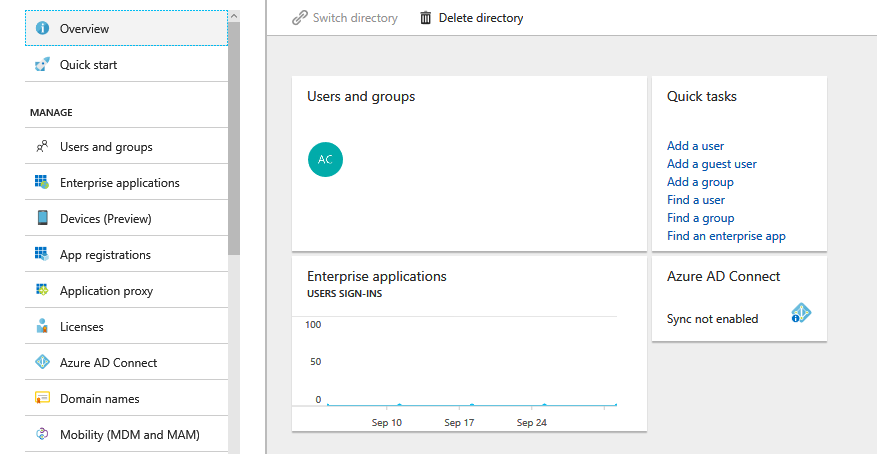 Overview
Quick start
MANAGE
Users and groups
Enterprise applications
Devices (Preview)
App registrations
Application proxy
Licenses
Azure AD Connect
Domain names
Mobility (MDM and MAM)
Switch directory
Delete directory
Users and groups
AC
Quick tasks
Add a user
Add a guest user
Add a group
Find a user
Find a group
Find an enterprise app
Enterprise applications
USERS SIGN-INS
100
50
0
Sep 10
Sep 17
Sep 24
Azure AD Connect
Sync not enabled